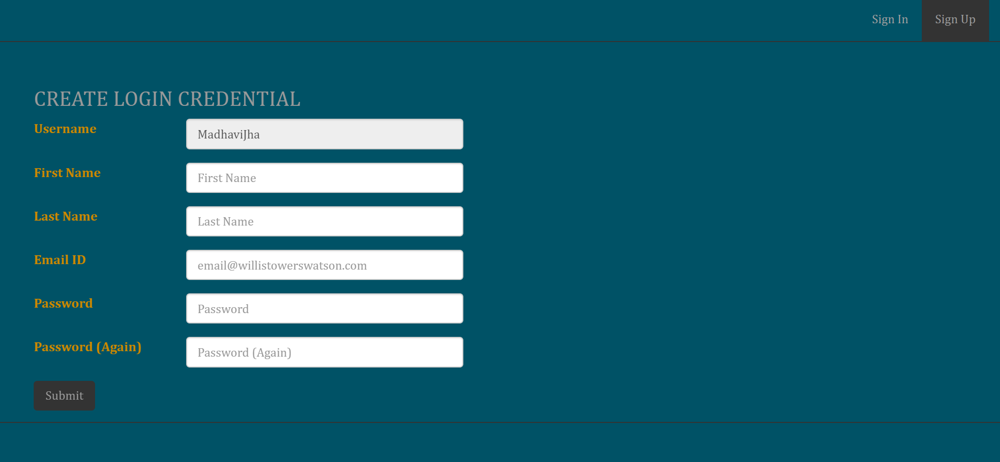 Sign In
Sign Up
CREATE LOGIN CREDENTIAL
Username
MadhaviJha
First Name
First Name
Last Name
Last Name
Email ID
email@willistowerswatson.com
Password
Password
Password (Again)
Password (Again)
Submit